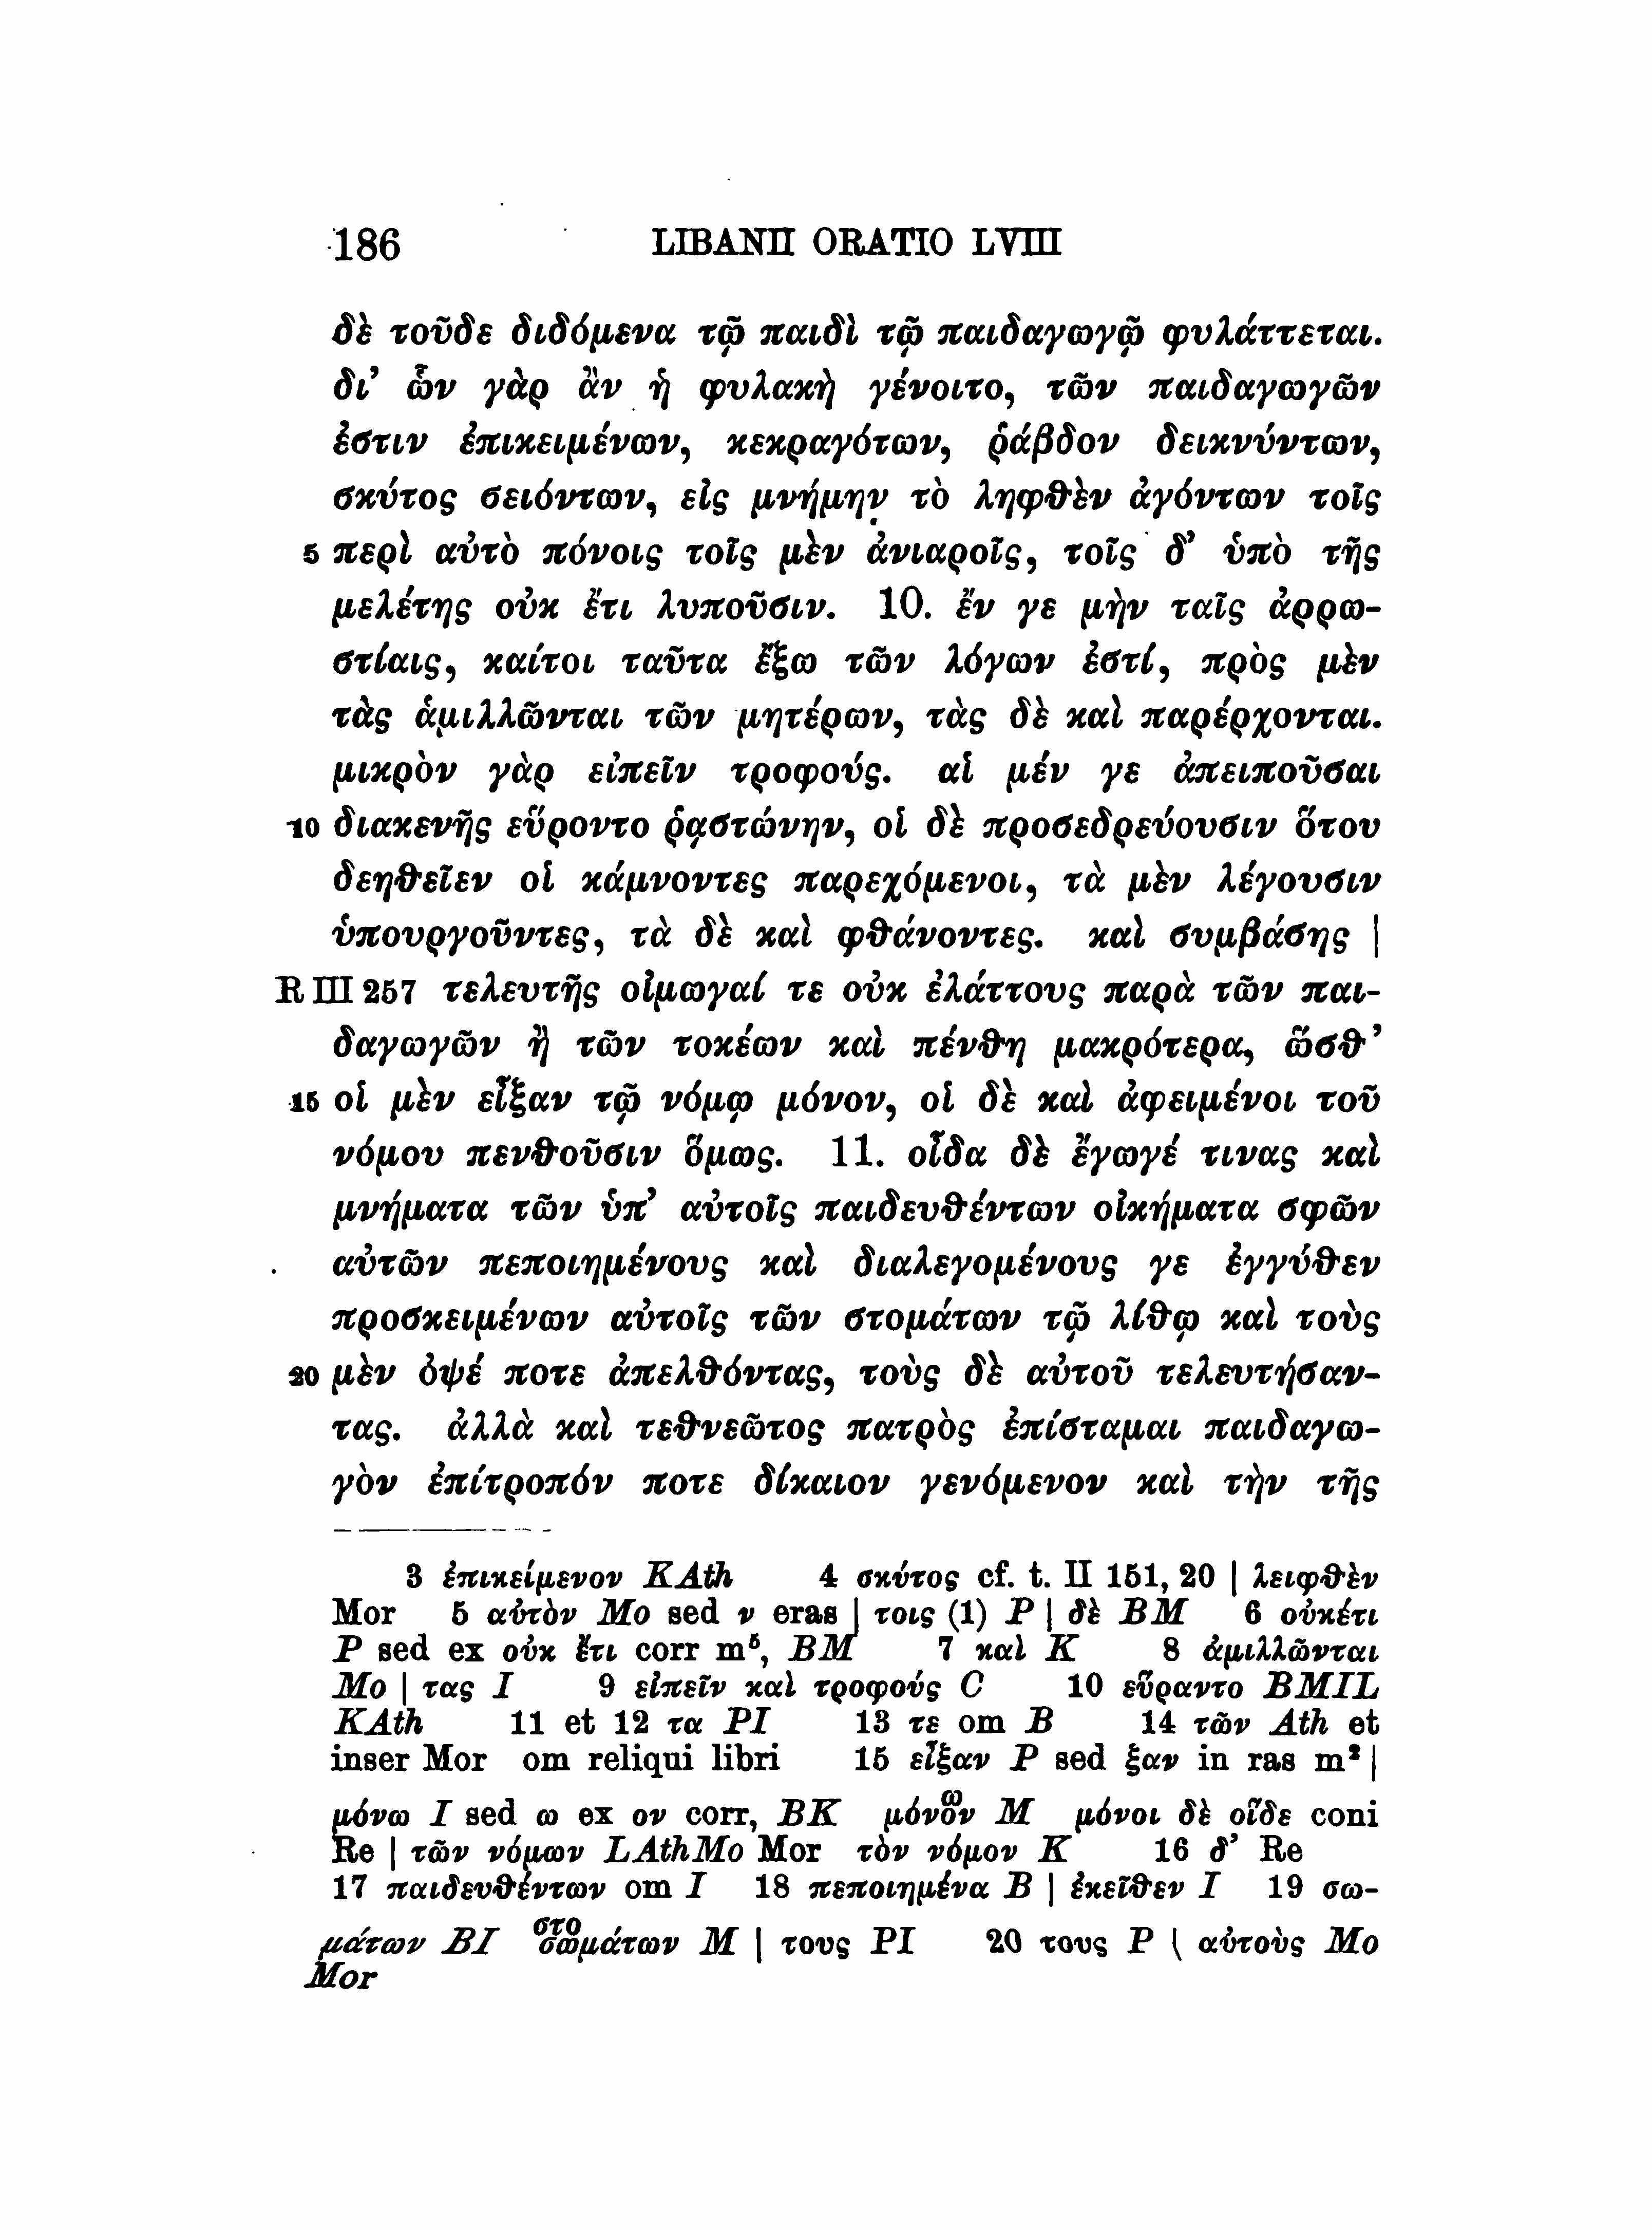 186 LIBANII ORATIO LVIII
δὲ τοῦδε διδόμενα τῷ παιδὶ τῷ παιδαγωγῷ φυλάττεται.
δι’ ὧν γὰρ ἂν ἡ φυλακὴ γένοιτο, τῶν παιδαγωγῶν
ἐστιν ἐπικειμένων, κεκραγότων, ῥάβδον δεικνύντων,
σκύτος σειόντων, εἰς μνήμην τὸ ληφθὲν ἀγόντων τοῖς
5 περὶ αὐτὸ πόνοις τοῖς μὲν ἀνιαροῖς, τοῖς δ’ ὑπὸ τῆς
μελέτης οὐκ ἔτι λυποῦσιν. 10. ἔν γε μὴν ταῖς ἀρρω-
στίαις, καίτοι ταῦτα ἔξω τῶν λόγων ἐστί, πρὸς μὲν
τὰς ἁμιλλῶνται τῶν μητέρων, τὰς δὲ καὶ παρέρχονται.
μικρὸν γὰρ εἰπεῖν τροφούς. αἱ μέν γε ἀπειποῦσαι
10 διακενῆς εὕροντο ῥᾳστώνην, οἱ δὲ προσεδρεύουσιν ὅτου
δεηθεῖεν οἱ κάμνοντες παρεχόμενοι, τὰ μὲν λέγουσιν
ὑπουργοῦντες, τὰ δὲ καὶ φθάνοντες. καὶ συμβάσης |
R III 257 τελευτῆς οἰμωγαί τε οὐκ ἐλάττους παρὰ τῶν παι-
δαγωγῶν ἢ τῶν τοκέων καὶ πένθη μακρότερα, ὥσθ’
15 οἱ μὲν εἶξαν τῷ νόμῳ μόνον, οἱ δὲ καὶ ἀφειμένοι τοῦ
νόμου πενθοῦσιν ὅμως. 11. οἶδα δὲ ἔγωγέ τινας καὶ
μνήματα τῶν ὑπ’ αὐτοῖς παιδευθέντων οἰκήματα σφῶν
αὐτῶν πεποιημένους καὶ διαλεγομένους γε ἐγγύθεν
προσκειμένων αὐτοῖς τῶν στομάτων τῷ λίθῳ καὶ τοὺς
20 μὲν ὀψέ ποτε ἀπελθόντας, τοὺς δὲ αὐτοῦ τελευτήσαν-
τας. ἀλλὰ καὶ τεθνεῶτος πατρὸς ἐπίσταμαι παιδαγω-
γὸν ἐπίτροπόν ποτε δίκαιον γενόμενον καὶ τὴν τῆς
3 ἐπικείμενον KAth 4 σκύτος cf. t. II 151, 20 | λειφθὲν
Mor 5 αὐτὸν Mo sed ν eras | τοις (1) P | δὲ BM 6 οὐκέτι
P sed ex οὐκ ἔτι corr m⁵, BM 7 καὶ K 8 ἀμιλλῶνται
Mo | τας I 9 εἰπεῖν καὶ τροφούς C 10 εὕραντο BMIL
KAth 11 et 12 τα PI 13 τε om B 14 τῶν Ath et
inser Mor om reliqui libri 15 εἶξαν P sed ξαν in ras m² |
μόνω I sed ω ex ον corr, BK μόνο͂ν M μόνοι δὲ οἵδε coni
Re | τῶν νόμων LAthMo Mor τὸν νόμον K 16 δ’ Re
17 παιδευθέντων om I 18 πεποιημένα B | ἐκεῖθεν I 19 σω-
μάτων BI στο
σωμάτων M | τους PI 20 τους P | αὐτοὺς Mo
Mor